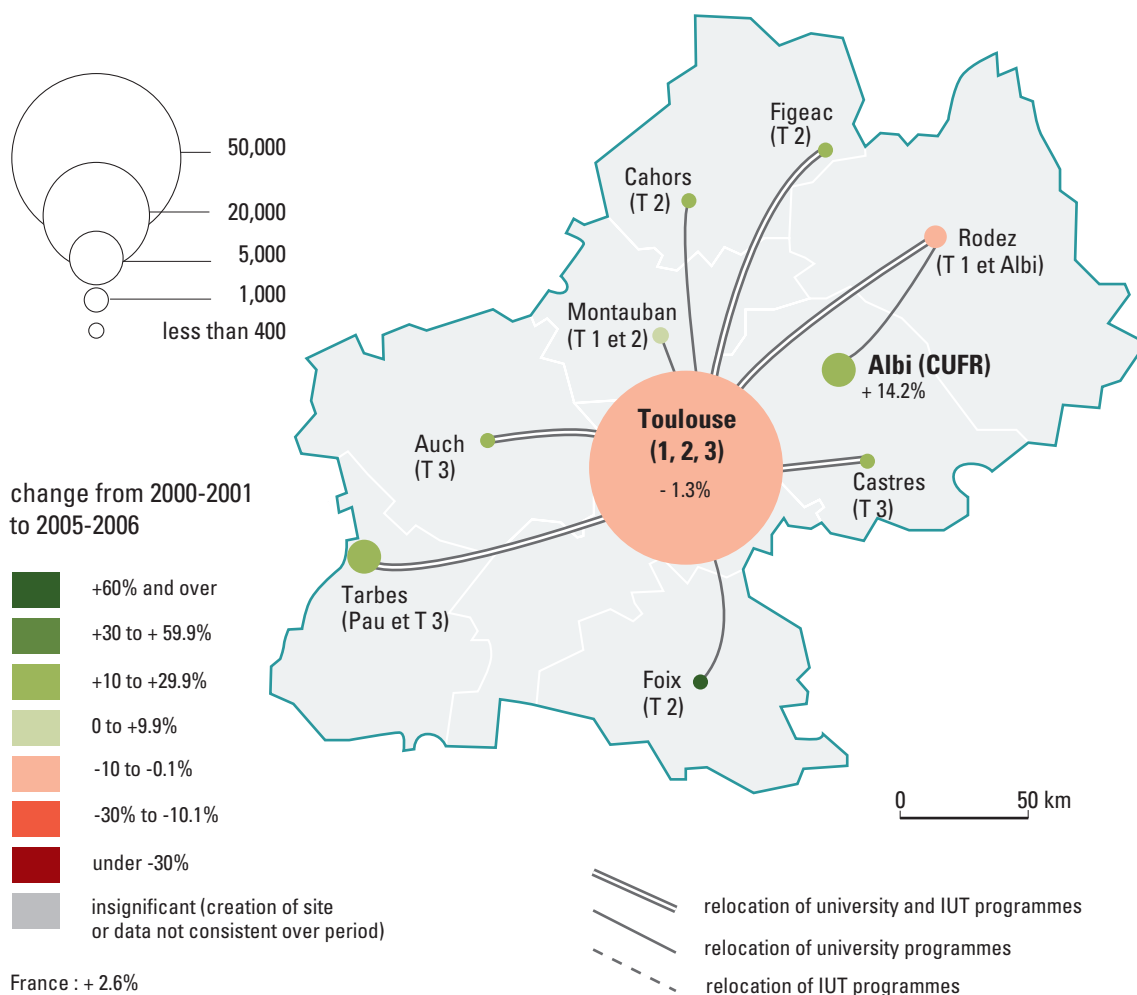 50,000
20,000
5,000
1,000
less than 400
Figeac
(T 2)
Cahors
(T 2)
Rodez
(T 1 et Albi)
Montauban
(T 1 et 2)
Albi (CUFR)
+ 14.2%
Toulouse
(1, 2, 3)
- 1.3%
Auch
(T 3)
Castres
(T 3)
Tarbes
(Pau et T 3)
Foix
(T 2)
change from 2000-2001
to 2005-2006
+60% and over
+30 to + 59.9%
+10 to +29.9%
0 to +9.9%
-10 to -0.1%
-30% to -10.1%
under -30%
insignificant (creation of site
or data not consistent over period)
France : + 2.6%
0 50 km
relocation of university and IUT programmes
relocation of university programmes
relocation of IUT programmes